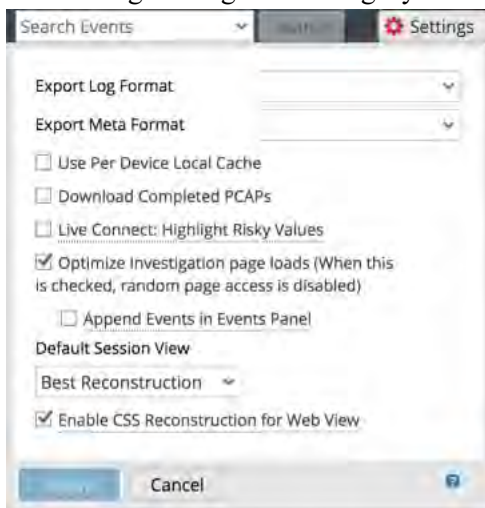 Search Events
Settings
Export Log Format
Export Meta Format
Use Per Device Local Cache
Download Completed PCAPs
Live Connect: Highlight Risky Values
Optimize Investigation page loads (When this
is checked, random page access is disabled)
Append Events in Events Panel
Default Session View
Best Reconstruction
Enable CSS Reconstruction for Web View
Cancel